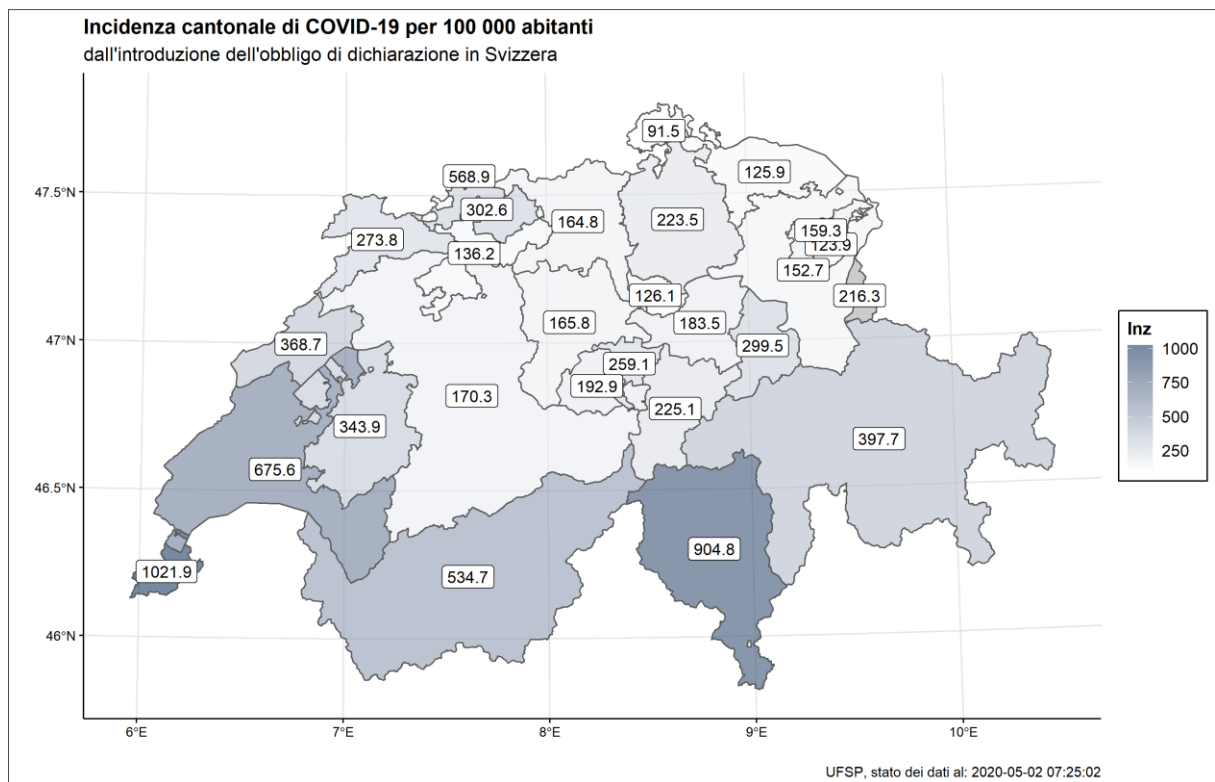 Incidenza cantonale di COVID-19 per 100 000 abitanti
dall'introduzione dell'obbligo di dichiarazione in Svizzera
91.5
568.9
125.9
47.5°N
302.6
164.8
223.5
159.3
273.8
123.9
136.2
152.7
126.1
216.3
165.8
183.5
Inz
47°N
368.7
299.5
1000
259.1
750
192.9
170.3
225.1
500
343.9
397.7
250
675.6
46.5°N
904.8
1021.9
534.7
46°N
6°E
7°E
8°E
9°E
10°E
UFSP, stato dei dati al: 2020-05-02 07:25:02